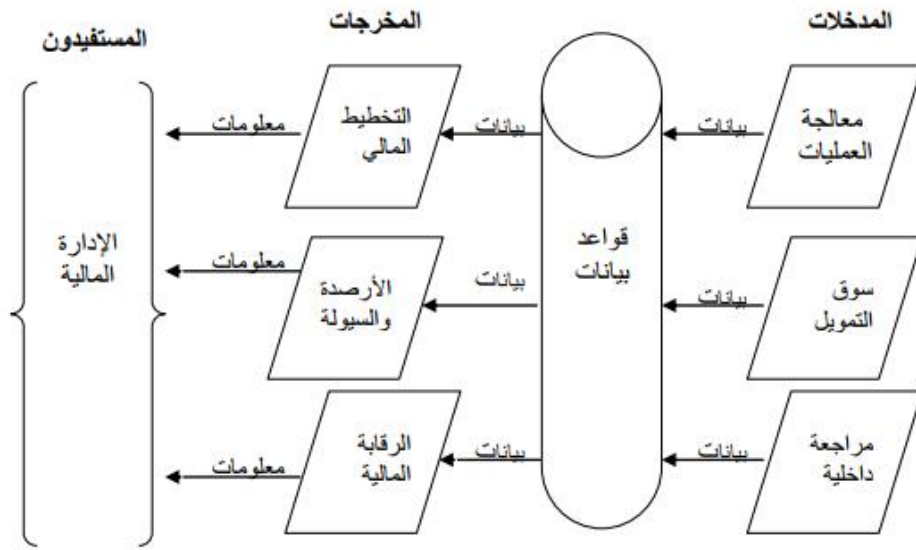 المدخلات
المخرجات
المستفيدون
معالجة
العمليات
بيانات
بيانات
التخطيط
المالي
معلومات
سوق
التمويل
بيانات
قواعد
بيانات
بيانات
الأرصدة
والسيولة
معلومات
الإدارة
المالية
مراجعة
داخلية
بيانات
بيانات
الرقابة
المالية
معلومات